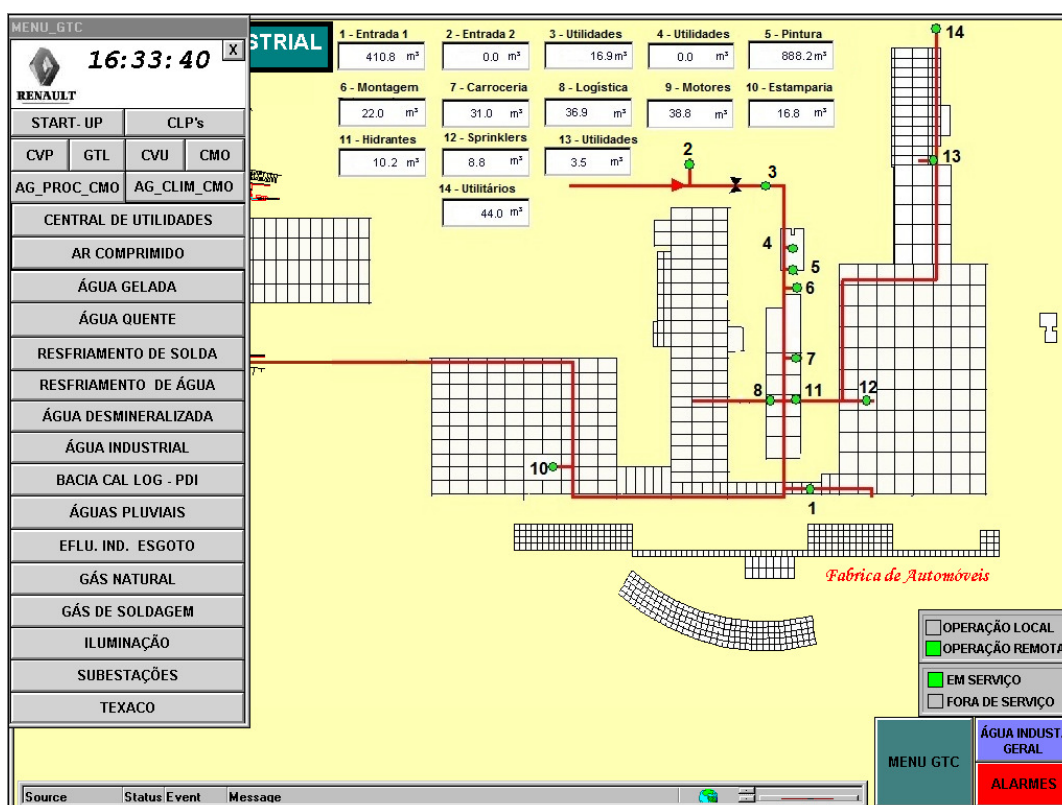 MENU_GTC
16:33:40 X
RENAULT
START-UP CLP's
CVP GTL CVU CMO
AG_PROC_CMO AG_CLIM_CMO
CENTRAL DE UTILIDADES
AR COMPRIMIDO
ÁGUA GELADA
ÁGUA QUENTE
RESFRIAMENTO DE SOLDA
RESFRIAMENTO DE ÁGUA
ÁGUA DESMINERALIZADA
ÁGUA INDUSTRIAL
BACIA CAL LOG - PDI
ÁGUAS PLUVIAIS
EFLU. IND. ESGOTO
GÁS NATURAL
GÁS DE SOLDAGEM
ILUMINAÇÃO
SUBESTAÇÕES
TEXACO
STRIAL
1 - Entrada 1 2 - Entrada 2 3 - Utilidades 4 - Utilidades 5 - Pintura
410.8 m³ 0.0 m³ 16.9 m³ 0.0 m³ 888.2 m³
6 - Montagem 7 - Carroceria 8 - Logística 9 - Motores 10 - Estamparia
22.0 m³ 31.0 m³ 36.9 m³ 38.8 m³ 16.8 m³
11 - Hidrantes 12 - Sprinklers 13 - Utilidades
10.2 m³ 8.8 m³ 3.5 m³
14 - Utilitários
44.0 m³
14
2
13
3
4
5
6
7
8 11 12
10
1
Fabrica de Automóveis
OPERAÇÃO LOCAL
OPERAÇÃO REMOTA
EM SERVIÇO
FORA DE SERVIÇO
MENU GTC
ÁGUA INDUST.
GERAL
ALARMES
Source Status Event Message